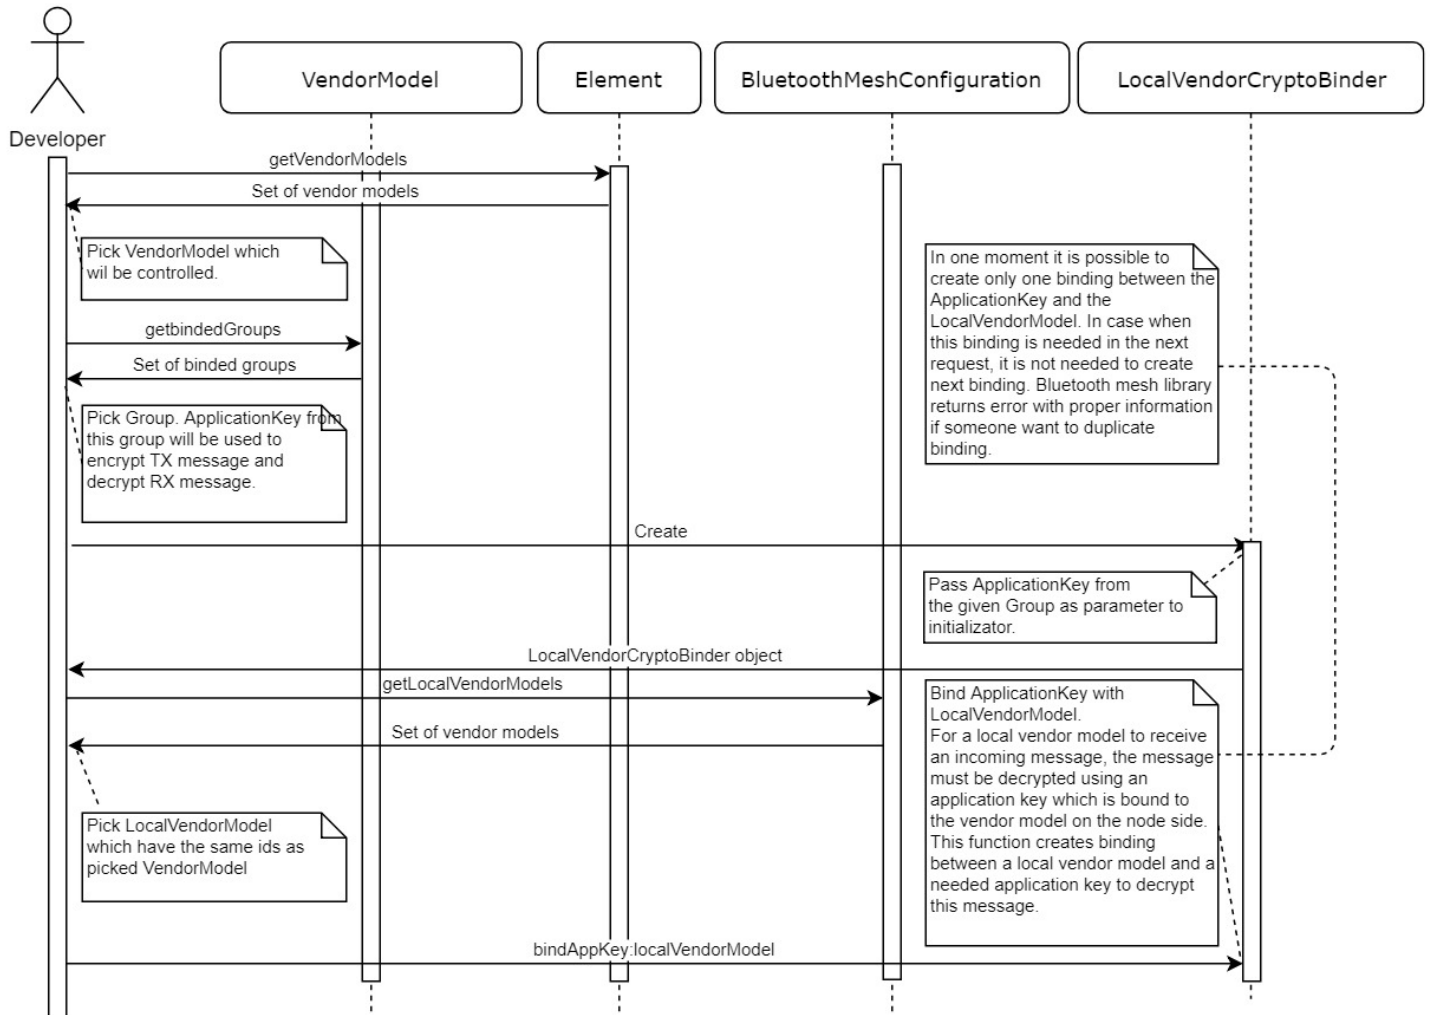 Developer
VendorModel
Element
BluetoothMeshConfiguration
LocalVendorCryptoBinder
getVendorModels
Set of vendor models
Pick VendorModel which
wil be controlled.
getbindedGroups
Set of binded groups
Pick Group. ApplicationKey from
this group will be used to
encrypt TX message and
decrypt RX message.
In one moment it is possible to
create only one binding between the
ApplicationKey and the
LocalVendorModel. In case when
this binding is needed in the next
request, it is not needed to create
next binding. Bluetooth mesh library
returns error with proper information
if someone want to duplicate
binding.
Create
Pass ApplicationKey from
the given Group as parameter to
initializator.
LocalVendorCryptoBinder object
getLocalVendorModels
Set of vendor models
Pick LocalVendorModel
which have the same ids as
picked VendorModel
Bind ApplicationKey with
LocalVendorModel.
For a local vendor model to receive
an incoming message, the message
must be decrypted using an
application key which is bound to
the vendor model on the node side.
This function creates binding
between a local vendor model and a
needed application key to decrypt
this message.
bindAppKey:localVendorModel